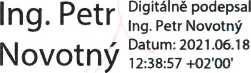 Ing. Petr
Novotný
Digitálně podepsal
Ing. Petr Novotný
Datum: 2021.06.18
12:38:57 +02'00'